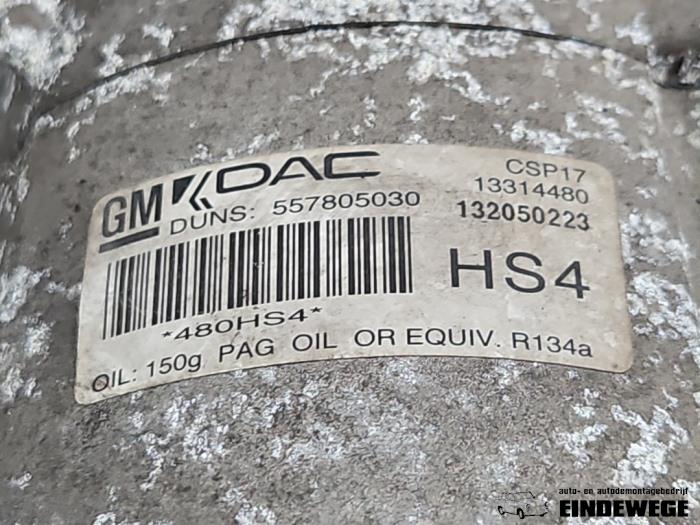 GM DAC
CSP17
13314480
DUNS: 557805030
132050223
HS4
*480HS4*
OIL: 150g PAG OIL OR EQUIV. R134a
auto- en autodemontagebedrijf
EINDEWEGE